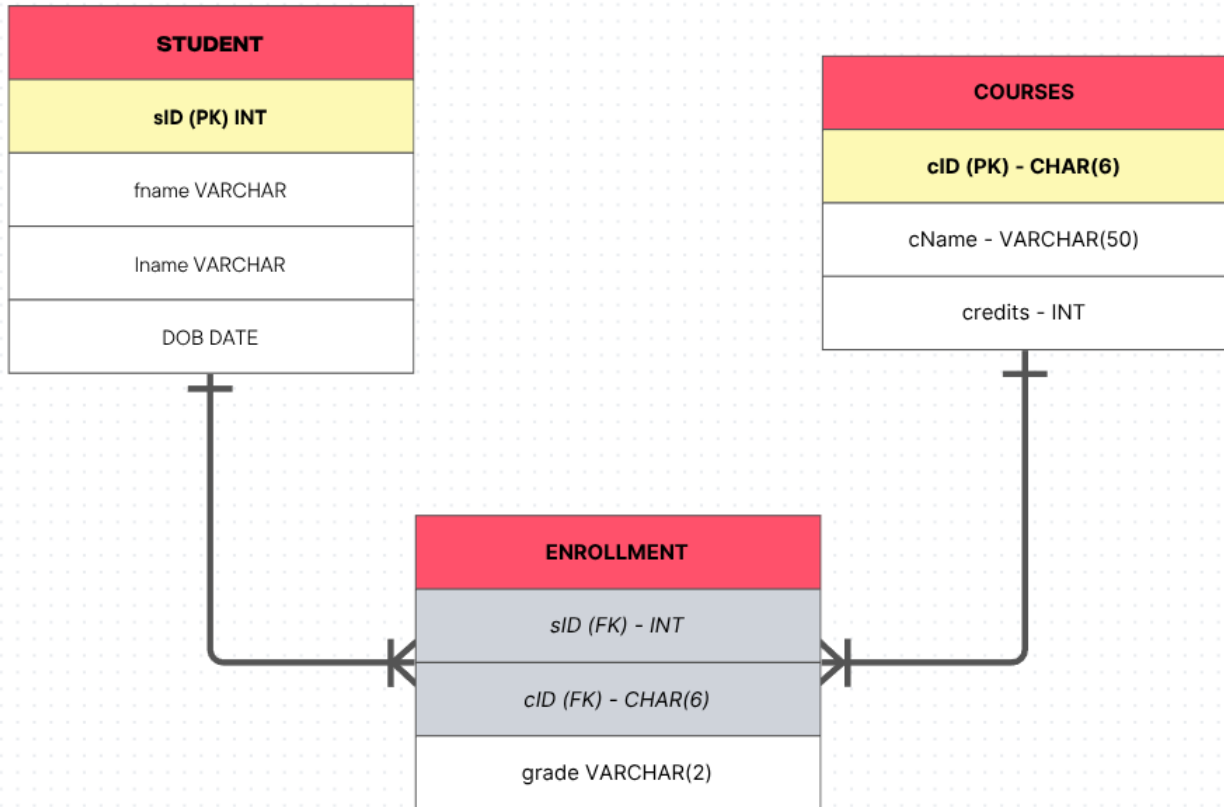 STUDENT
sID (PK) INT
fname VARCHAR
lname VARCHAR
DOB DATE
COURSES
cID (PK) - CHAR(6)
cName - VARCHAR(50)
credits - INT
ENROLLMENT
sID (FK) - INT
cID (FK) - CHAR(6)
grade VARCHAR(2)